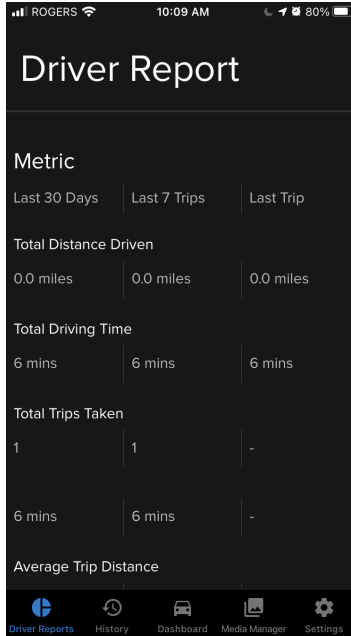 ROGERS 10:09 AM 80%
Driver Report
Metric
Last 30 Days Last 7 Trips Last Trip
Total Distance Driven
0.0 miles 0.0 miles 0.0 miles
Total Driving Time
6 mins 6 mins 6 mins
Total Trips Taken
1 1 -
6 mins 6 mins -
Average Trip Distance
Driver Reports History Dashboard Media Manager Settings